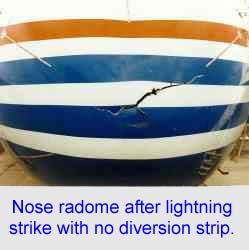 Nose radome after lightning
strike with no diversion strip.